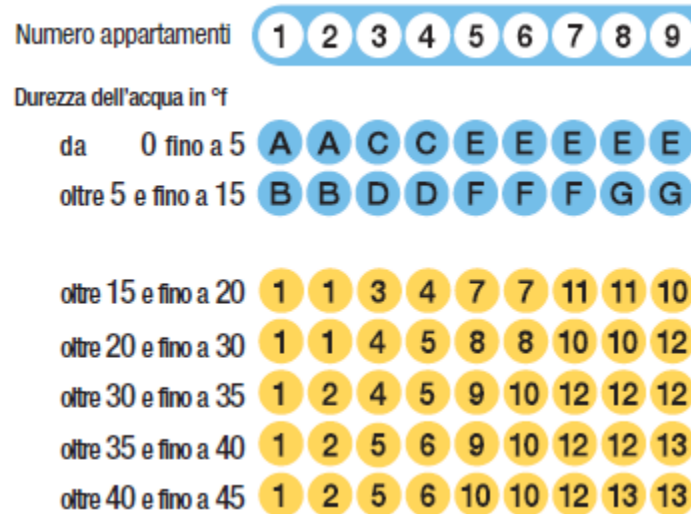 Numero appartamenti 1 2 3 4 5 6 7 8 9
Durezza dell'acqua in °f
da 0 fino a 5 A A C C E E E E E
oltre 5 e fino a 15 B B D D F F F G G
oltre 15 e fino a 20 1 1 3 4 7 7 11 11 10
oltre 20 e fino a 30 1 1 4 5 8 8 10 10 12
oltre 30 e fino a 35 1 2 4 5 9 10 12 12 12
oltre 35 e fino a 40 1 2 5 6 9 10 12 12 13
oltre 40 e fino a 45 1 2 5 6 10 10 12 13 13